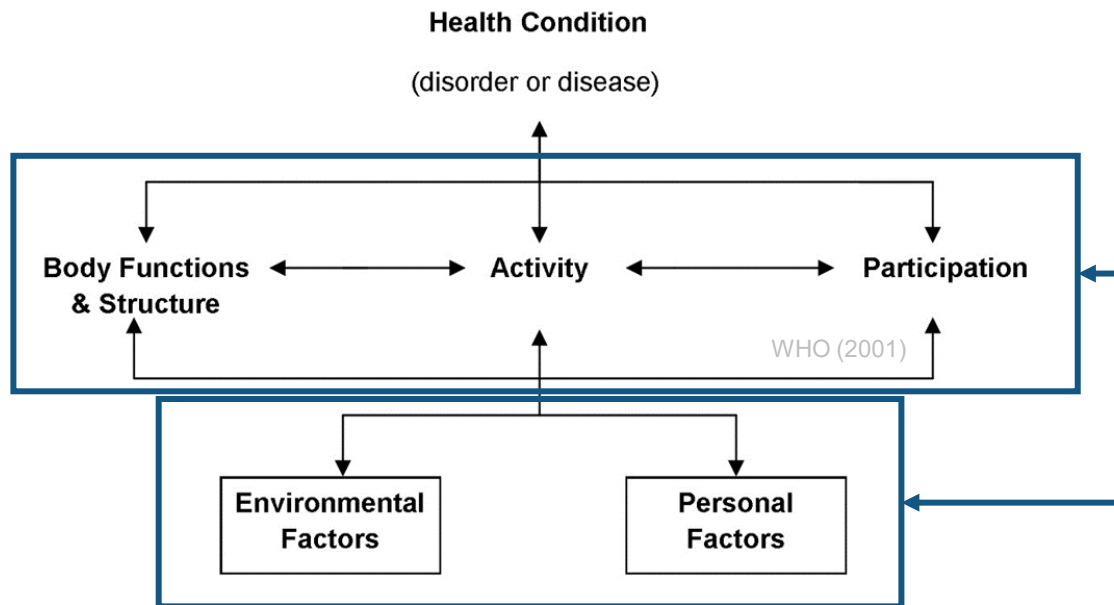 Health Condition
(disorder or disease)
Body Functions
& Structure
Activity
Participation
WHO (2001)
Environmental
Factors
Personal
Factors